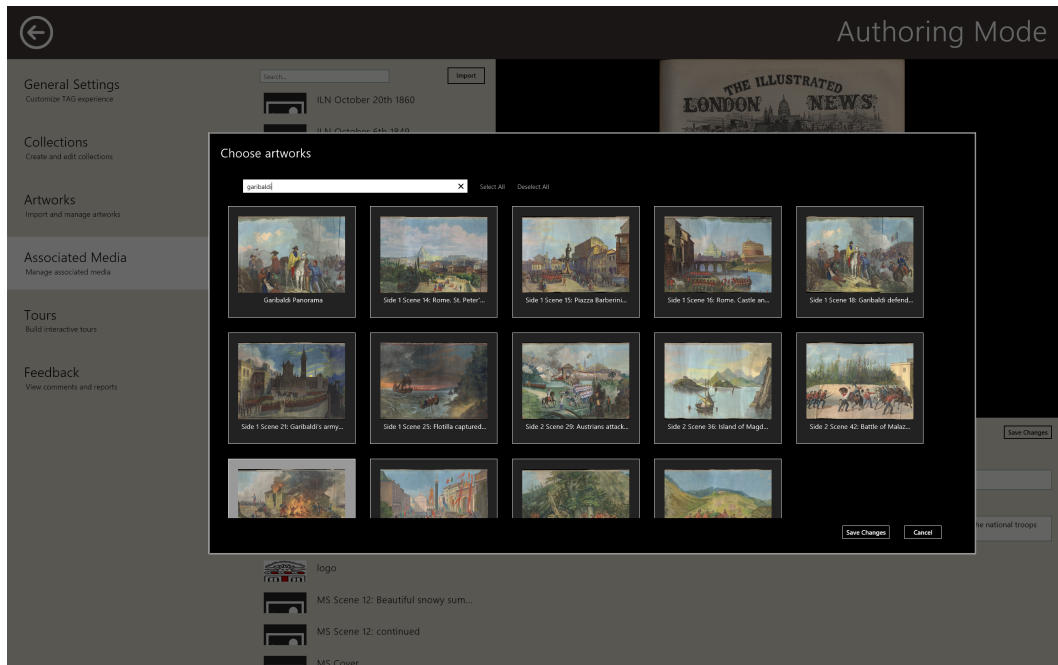 Authoring Mode
General Settings
Customize TAG experience
Collections
Create and edit collections
Artworks
Import and manage artworks
Associated Media
Manage associated media
Tours
Build interactive tours
Feedback
View comments and reports
Search...
Import
ILN October 20th 1860
ILN October 6th 1849
THE ILLUSTRATED
LONDON NEWS
Choose artworks
garibaldi
Select All
Deselect All
Garibaldi Panorama
Side 1 Scene 14: Rome. St. Peter'...
Side 1 Scene 15: Piazza Barberini...
Side 1 Scene 16: Rome. Castle an...
Side 1 Scene 18: Garibaldi defend...
Side 1 Scene 21: Garibaldi's army...
Side 1 Scene 25: Flotilla captured...
Side 2 Scene 29: Austrians attack...
Side 2 Scene 36: Island of Magd...
Side 2 Scene 42: Battle of Malaz...
Save Changes
Cancel
Save Changes
he national troops
logo
MS Scene 12: Beautiful snowy sum...
MS Scene 12: continued
MS Cover